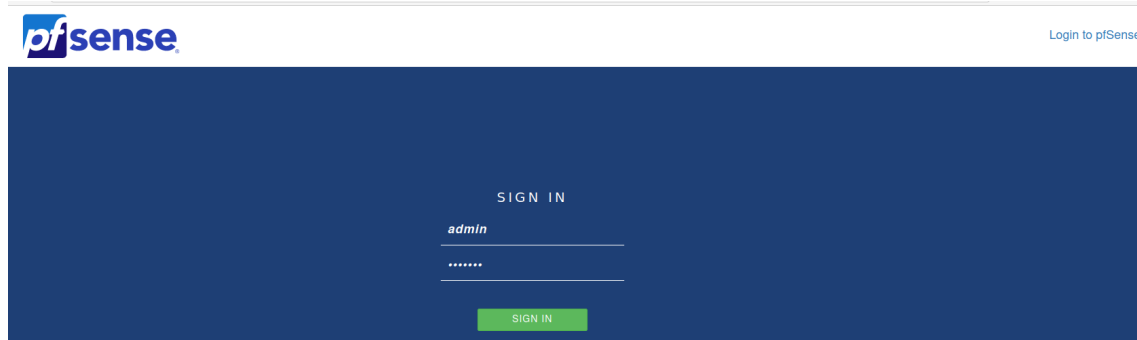 pfsense
Login to pfSense
SIGN IN
admin
•••••••
SIGN IN